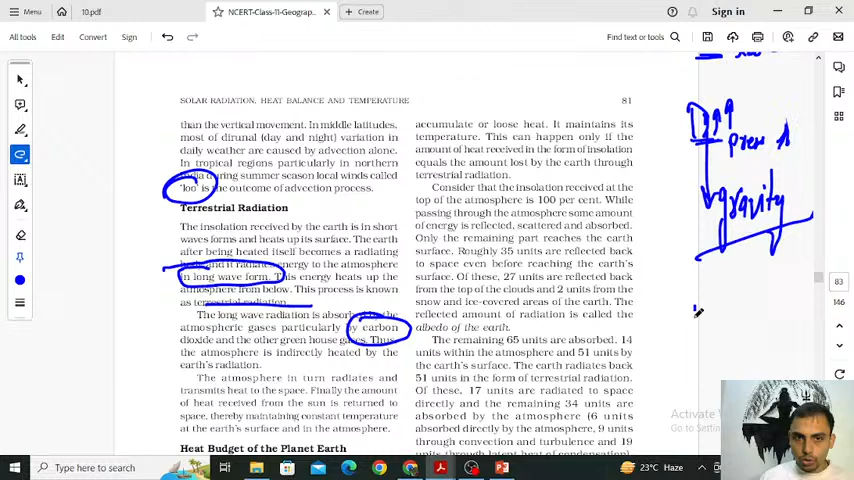 Menu
10.pdf
NCERT-Class-11-Geograp...
Create
Sign in
All tools
Edit
Convert
Sign
Find text or tools
SOLAR RADIATION, HEAT BALANCE AND TEMPERATURE
81
than the vertical movement. In middle latitudes,
most of dirunal (day and night) variation in
daily weather are caused by advection alone.
In tropical regions particularly in northern
during summer season local winds called
'loo' is the outcome of advection process.
Terrestrial Radiation
The insolation received by the earth is in short
waves forms and heats up its surface. The earth
after being heated itself becomes a radiating
body and it radiates energy to the atmosphere
in long wave form. This energy heats up the
atmosphere from below. This process is known
as terrestrial radiation.
The long wave radiation is absorbed by the
atmospheric gases particularly by carbon
dioxide and the other green house gases. Thus,
the atmosphere is indirectly heated by the
earth's radiation.
The atmosphere in turn radiates and
transmits heat to the space. Finally the amount
of heat received from the sun is returned to
space, thereby maintaining constant temperature
at the earth's surface and in the atmosphere.
Heat Budget of the Planet Earth
accumulate or loose heat. It maintains its
temperature. This can happen only if the
amount of heat received in the form of insolation
equals the amount lost by the earth through
terrestrial radiation.
Consider that the insolation received at the
top of the atmosphere is 100 per cent. While
passing through the atmosphere some amount
of energy is reflected, scattered and absorbed.
Only the remaining part reaches the earth
surface. Roughly 35 units are reflected back
to space even before reaching the earth's
surface. Of these, 27 units are reflected back
from the top of the clouds and 2 units from the
snow and ice-covered areas of the earth. The
reflected amount of radiation is called the
albedo of the earth.
The remaining 65 units are absorbed, 14
units within the atmosphere and 51 units by
the earth's surface. The earth radiates back
51 units in the form of terrestrial radiation.
Of these, 17 units are radiated to space
directly and the remaining 34 units are
absorbed by the atmosphere (6 units
absorbed directly by the atmosphere, 9 units
through convection and turbulence and 19
units through latent heat of condensation).
press
gravity
83
146
Activate
Go to Setting
Type here to search
23°C Haze